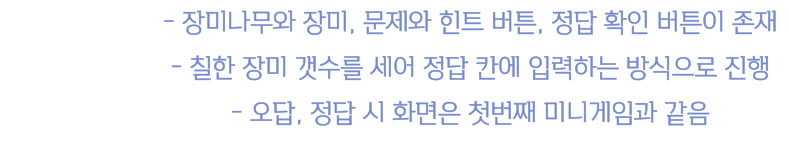 - 장미나무와 장미, 문제와 힌트 버튼, 정답 확인 버튼이 존재
- 칠한 장미 갯수를 세어 정답 칸에 입력하는 방식으로 진행
- 오답, 정답 시 화면은 첫번째 미니게임과 같음